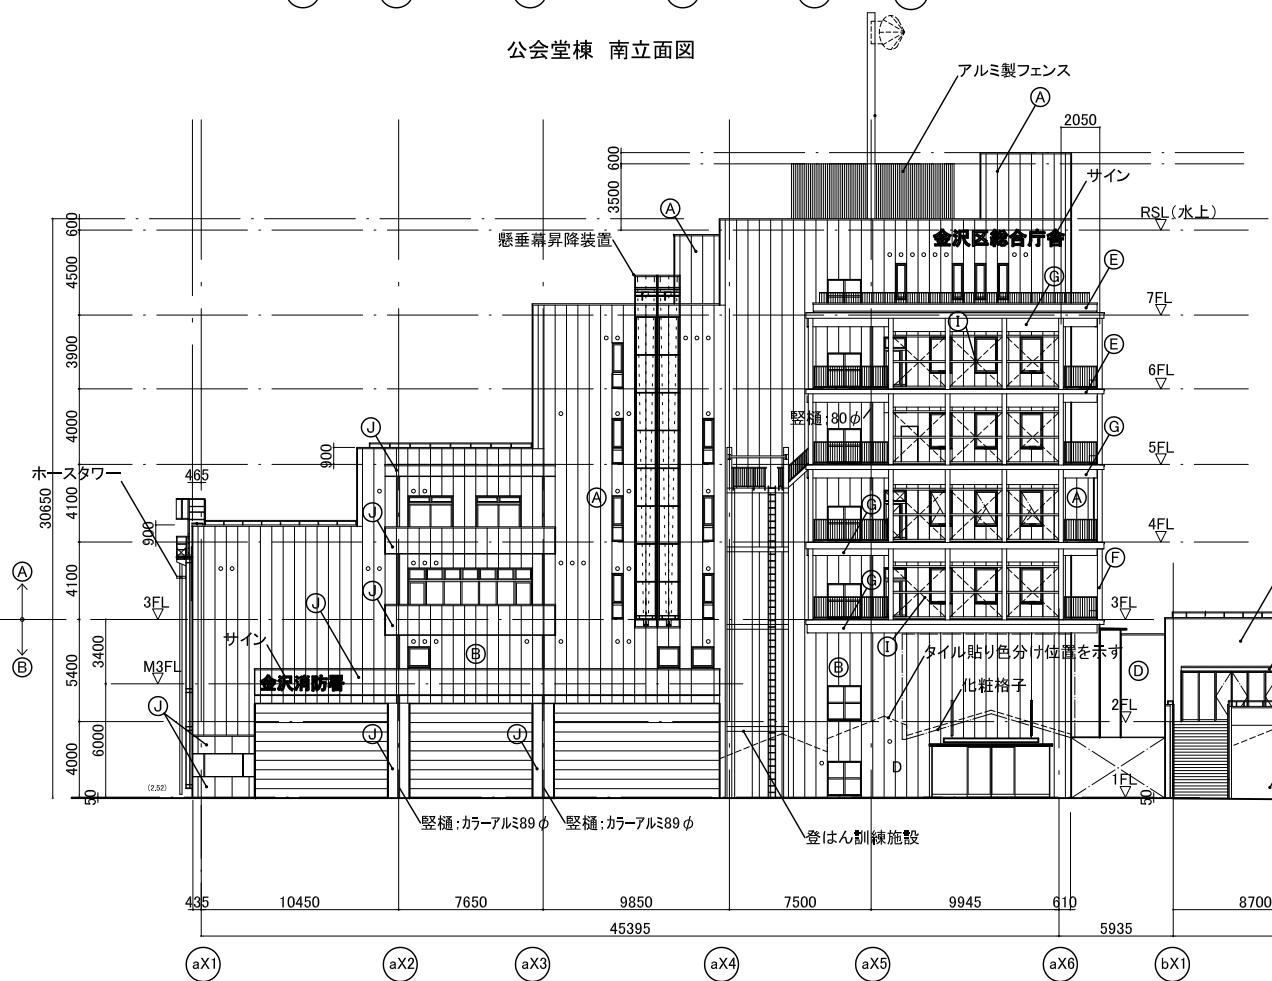 公会堂棟 南立面図
アルミ製フェンス
A
2050
600
3500
サイン
A
RSL(水上)
600
懸垂幕昇降装置
金沢区総合庁舎
E
G
4500
7FL
I
3900
E
6FL
竪樋;80φ
4000
J
G
900
5FL
ホースタワー
465
30650
4100
A
G
A
J
900
4FL
A
4100
F
G
J
3FL
J
3FL
サイン
I
タイル貼り色分け位置を示す
B
3400
M3FL
B
B
D
5400
金沢消防署
化粧格子
J
2FL
6000
J
J
4000
D
1FL
50
(2.52)
50
竪樋;カラーアルミ89φ
竪樋;カラーアルミ89φ
登はん訓練施設
435
10450
7650
9850
7500
9945
610
8700
45395
5935
aX1
aX2
aX3
aX4
aX5
aX6
bX1